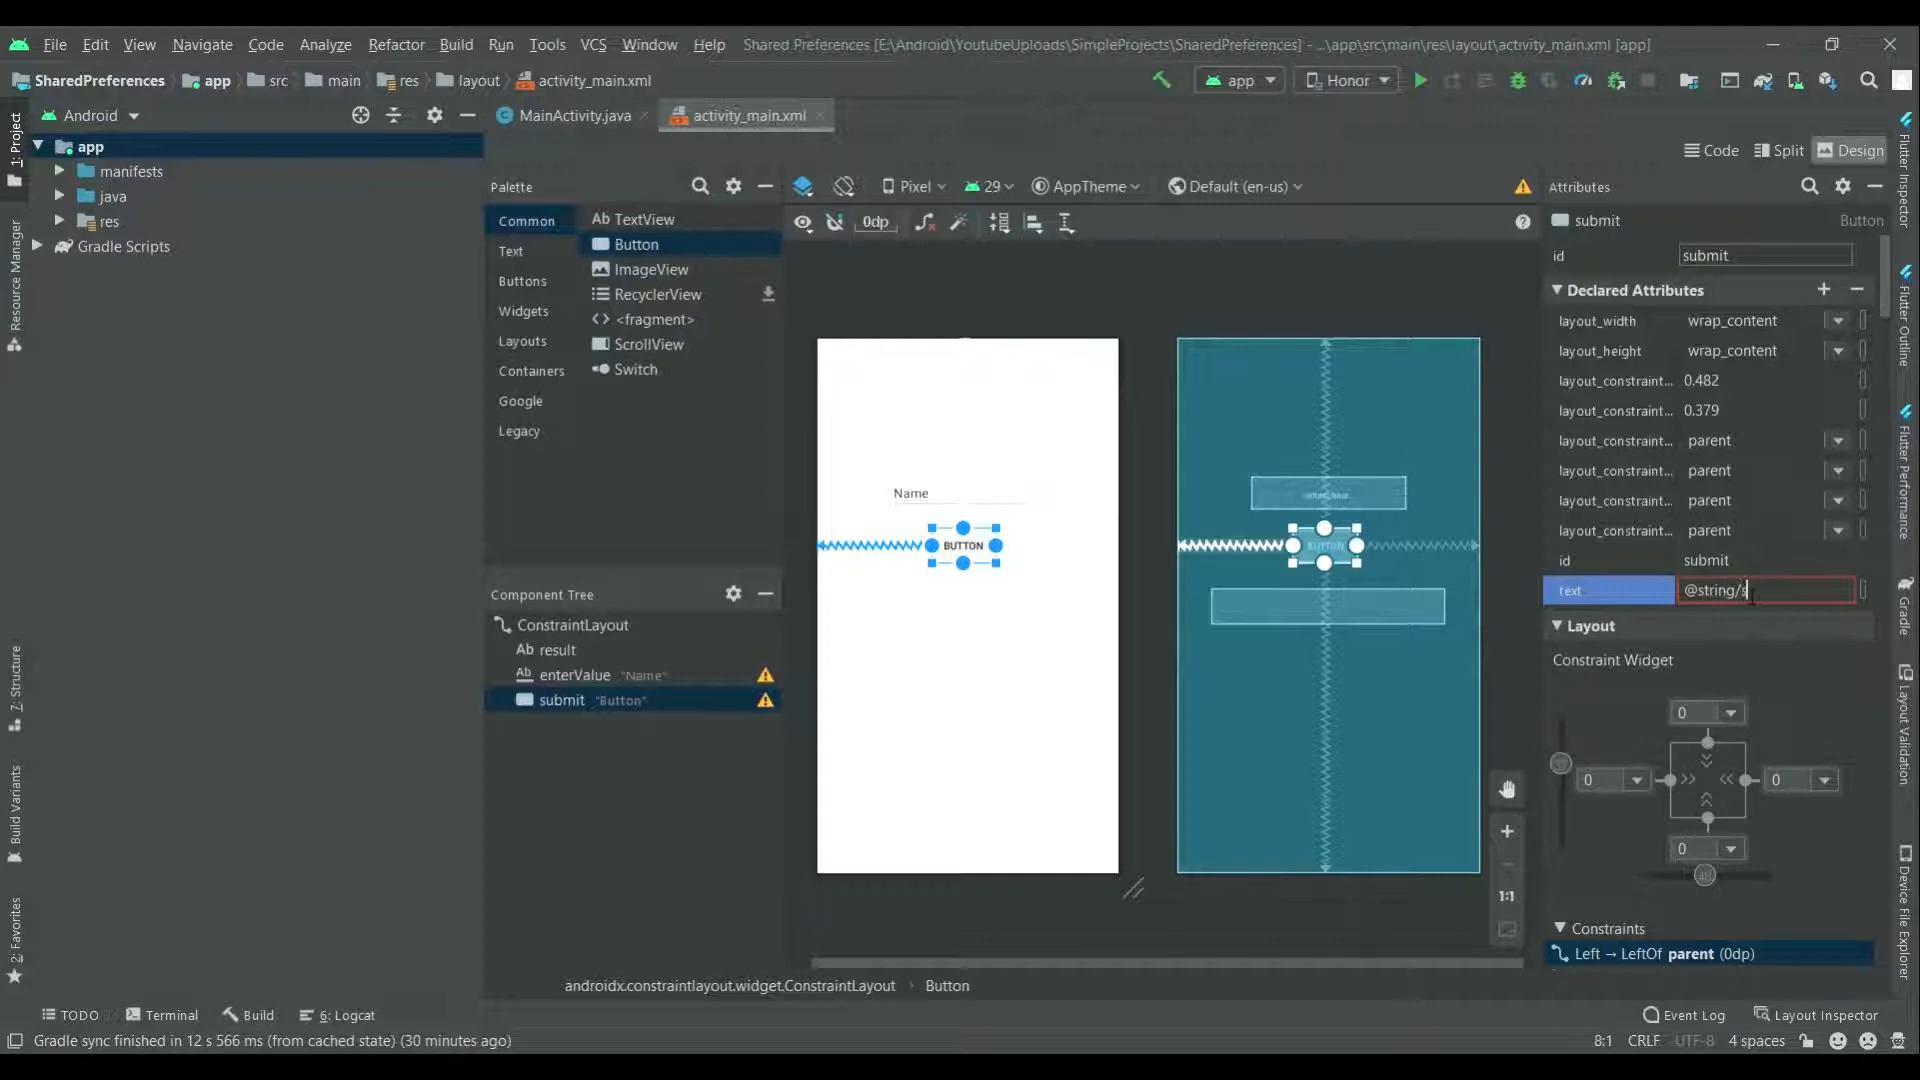 File Edit View Navigate Code Analyze Refactor Build Run Tools VCS Window Help Shared Preferences [E:\Android\YoutubeUploads\SimpleProjects\SharedPreferences] - ...\app\src\main\res\layout\activity_main.xml [app]
SharedPreferences app src main res layout activity_main.xml app Honor
Android MainActivity.java activity_main.xml
Code Split Design
1: Project
Resource Manager
7: Structure
Build Variants
2: Favorites
app
manifests
java
res
Gradle Scripts
Palette
Common
Text
Buttons
Widgets
Layouts
Containers
Google
Legacy
Ab TextView
Button
ImageView
RecyclerView
<fragment>
ScrollView
Switch
Component Tree
ConstraintLayout
Ab result
Ab enterValue "Name"
submit "Button"
Pixel 29 AppTheme Default (en-us)
0dp
Name
BUTTON
BUTTON
1:1
androidx.constraintlayout.widget.ConstraintLayout › Button
Attributes
submit Button
id submit
Declared Attributes
layout_width wrap_content
layout_height wrap_content
layout_constraint... 0.482
layout_constraint... 0.379
layout_constraint... parent
layout_constraint... parent
layout_constraint... parent
layout_constraint... parent
id submit
text @string/s
Layout
Constraint Widget
0
0 0
0
48
Constraints
Left → LeftOf parent (0dp)
Flutter Inspector
Flutter Outline
Flutter Performance
Gradle
Layout Validation
Device File Explorer
TODO Terminal Build 6: Logcat Event Log Layout Inspector
Gradle sync finished in 12 s 566 ms (from cached state) (30 minutes ago) 8:1 CRLF UTF-8 4 spaces